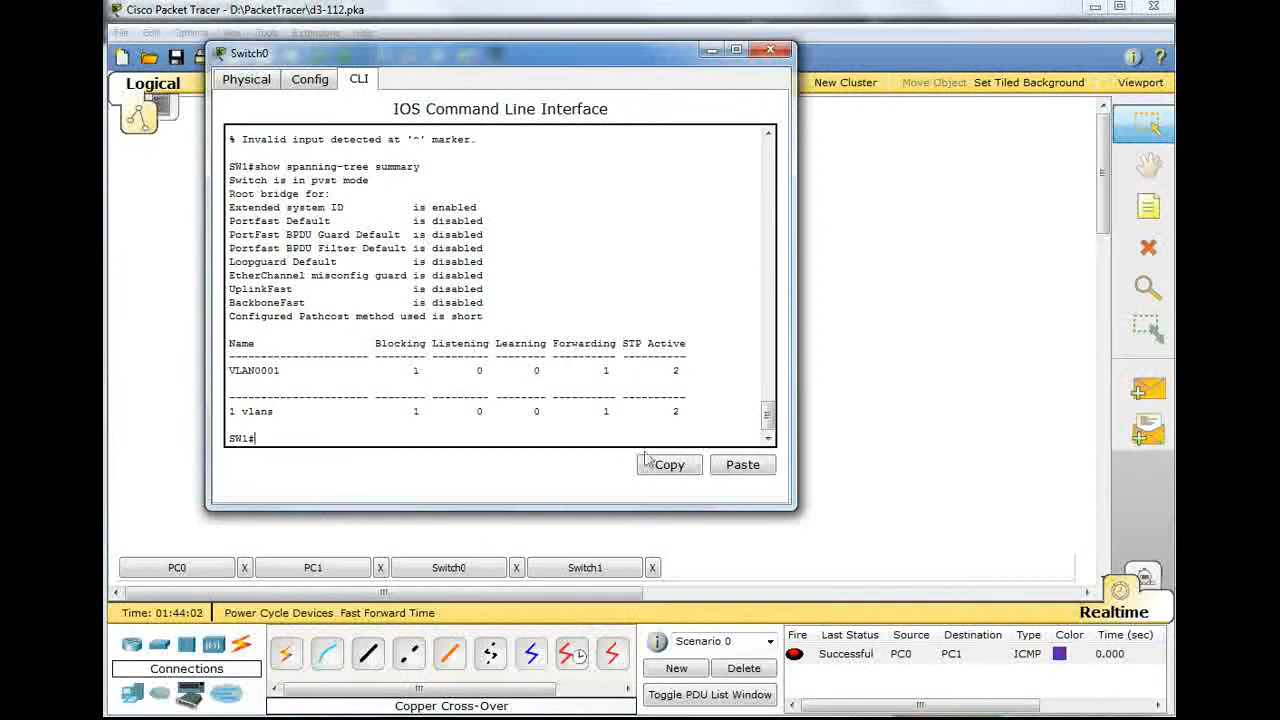 Cisco Packet Tracer - D:\PacketTracer\d3-112.pka
File Edit Options View Tools Extensions Help
Switch0
Logical
New Cluster Move Object Set Tiled Background Viewport
Physical Config CLI
IOS Command Line Interface
% Invalid input detected at '^' marker.
SW1#show spanning-tree summary
Switch is in pvst mode
Root bridge for:
Extended system ID is enabled
Portfast Default is disabled
PortFast BPDU Guard Default is disabled
Portfast BPDU Filter Default is disabled
Loopguard Default is disabled
EtherChannel misconfig guard is disabled
UplinkFast is disabled
BackboneFast is disabled
Configured Pathcost method used is short
Name Blocking Listening Learning Forwarding STP Active
---------------------- -------- --------- -------- ---------- ----------
VLAN0001 1 0 0 1 2
---------------------- -------- --------- -------- ---------- ----------
1 vlans 1 0 0 1 2
SW1#
Copy Paste
PC0 X PC1 X Switch0 X Switch1 X
Time: 01:44:02 Power Cycle Devices Fast Forward Time
Realtime
Connections
Copper Cross-Over
Scenario 0
New Delete
Toggle PDU List Window
Fire Last Status Source Destination Type Color Time (sec)
Successful PC0 PC1 ICMP 0.000